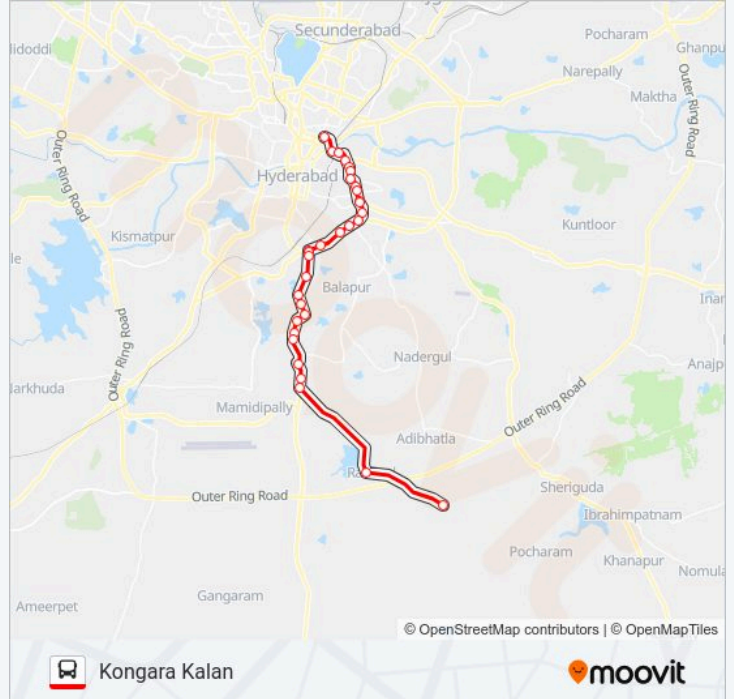 Secunderabad
Pocharam
lidoddi
Ghanpu
Narepally
Maktha
Outer Ring Road
Outer Ring Road
Hyderabad
Kismatpur
Kuntloor
le
Balapur
Inar
Outer Ring Road
Nadergul
Anajp
larkhuda
Mamidipally
Outer Ring Road
Adibhatla
Outer Ring Road
Sheriguda
Ibrahimpatnam
Pocharam
Khanapur
Nomula
Gangaram
Ameerpet
© OpenStreetMap contributors | © OpenMapTiles
Kongara Kalan
moovit